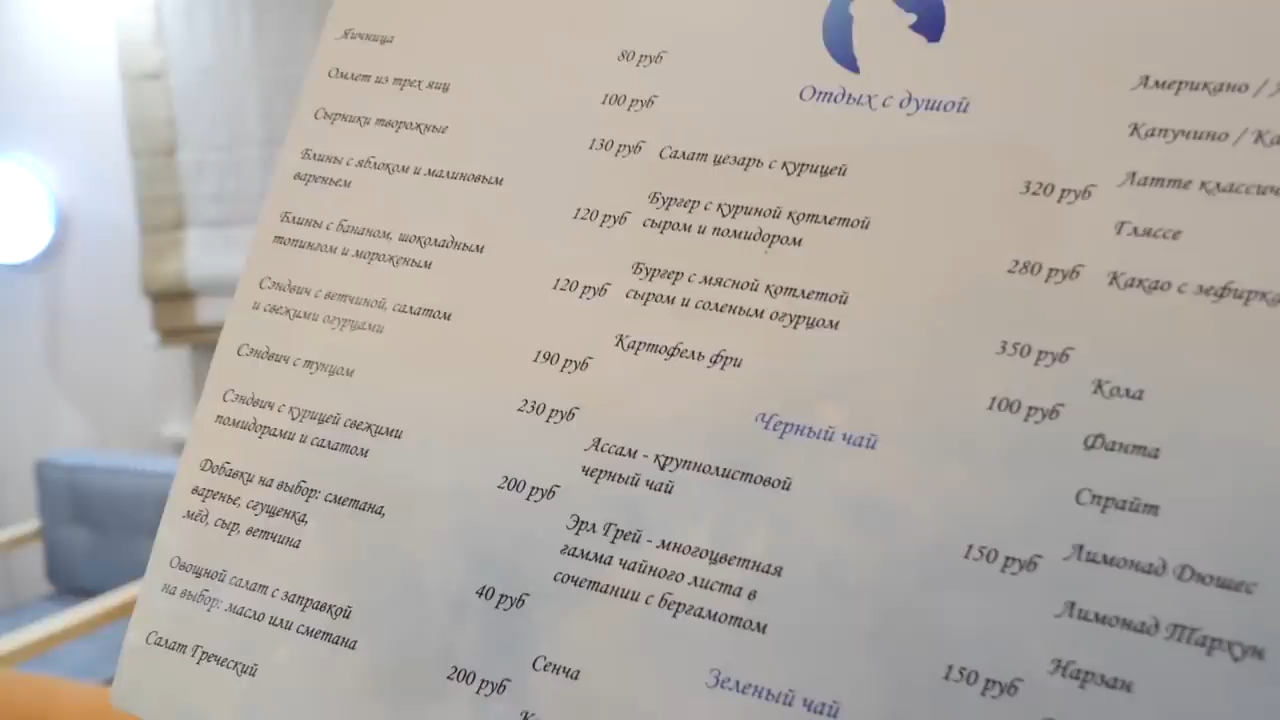 Яичница
80 руб
Омлет из трех яиц
100 руб
Сырники творожные
130 руб
Блины с яблоком и малиновым
вареньем
120 руб
Блины с бананом, шоколадным
топингом и мороженым
120 руб
Сэндвич с ветчиной, салатом
и свежими огурцами
190 руб
Сэндвич с тунцом
230 руб
Сэндвич с курицей свежими
помидорами и салатом
200 руб
Добавки на выбор: сметана,
варенье, сгущенка,
мёд, сыр, ветчина
40 руб
Овощной салат с заправкой
на выбор: масло или сметана
200 руб
Салат Греческий
Отдых с душой
Салат цезарь с курицей
320 руб
Бургер с куриной котлетой
сыром и помидором
280 руб
Бургер с мясной котлетой
сыром и соленым огурцом
350 руб
Картофель фри
100 руб
Черный чай
Ассам - крупнолистовой
черный чай
150 руб
Эрл Грей - многоцветная
гамма чайного листа в
сочетании с бергамотом
150 руб
Зеленый чай
Сенча
Американо /
Капучино /
Латте
Гляссе
Какао с
Кола
Фанта
Спрайт
Лимонад Дюшес
Лимонад Тархун
Нарзан